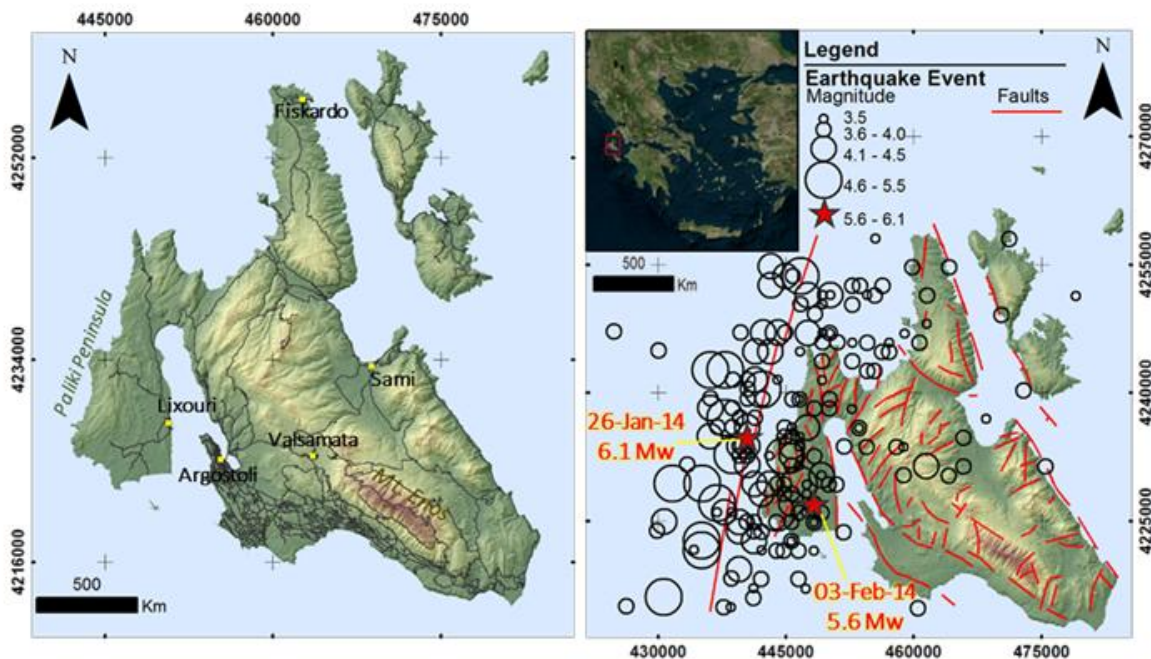 445000 460000 475000
N
4252000
4234000
4216000
Fiskardo
Paliki Peninsula
Sami
Lixouri
Valsamata
Argostoli
Mt. Enos
500
Km
Legend
Earthquake Event
Magnitude
Faults
3.5
3.6 - 4.0
4.1 - 4.5
4.6 - 5.5
5.6 - 6.1
N
500
Km
4270000
4255000
4240000
4225000
26-Jan-14
6.1 Mw
03-Feb-14
5.6 Mw
430000 445000 460000 475000